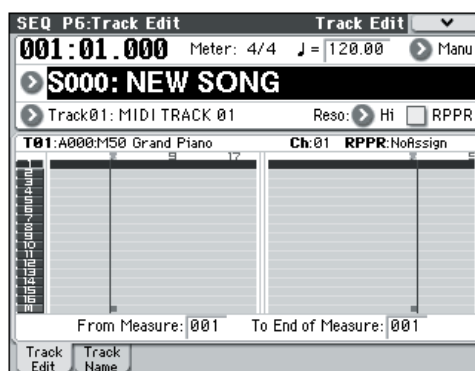 SEQ P6:Track Edit Track Edit
001:01.000 Meter: 4/4 ♩= 120.00 Manu
S000: NEW SONG
Track01: MIDI TRACK 01 Reso: Hi RPPR
T01:A000:M50 Grand Piano Ch:01 RPPR:NoAssign
9 17
1
2
3
4
5
6
7
8
9
10
11
12
13
14
15
16
M
From Measure: 001 To End of Measure: 001
Track Edit
Track Name